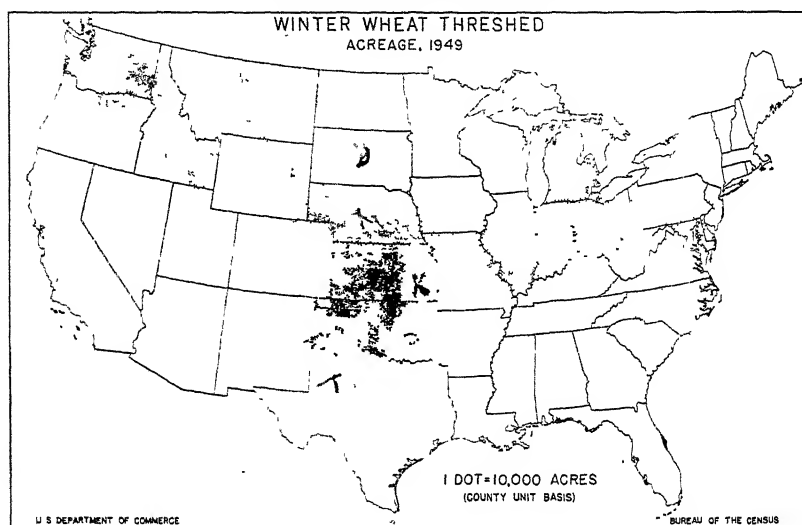 WINTER WHEAT THRESHED
ACREAGE, 1949
D
K
T
1 DOT=10,000 ACRES
(COUNTY UNIT BASIS)
U S DEPARTMENT OF COMMERCE
BUREAU OF THE CENSUS